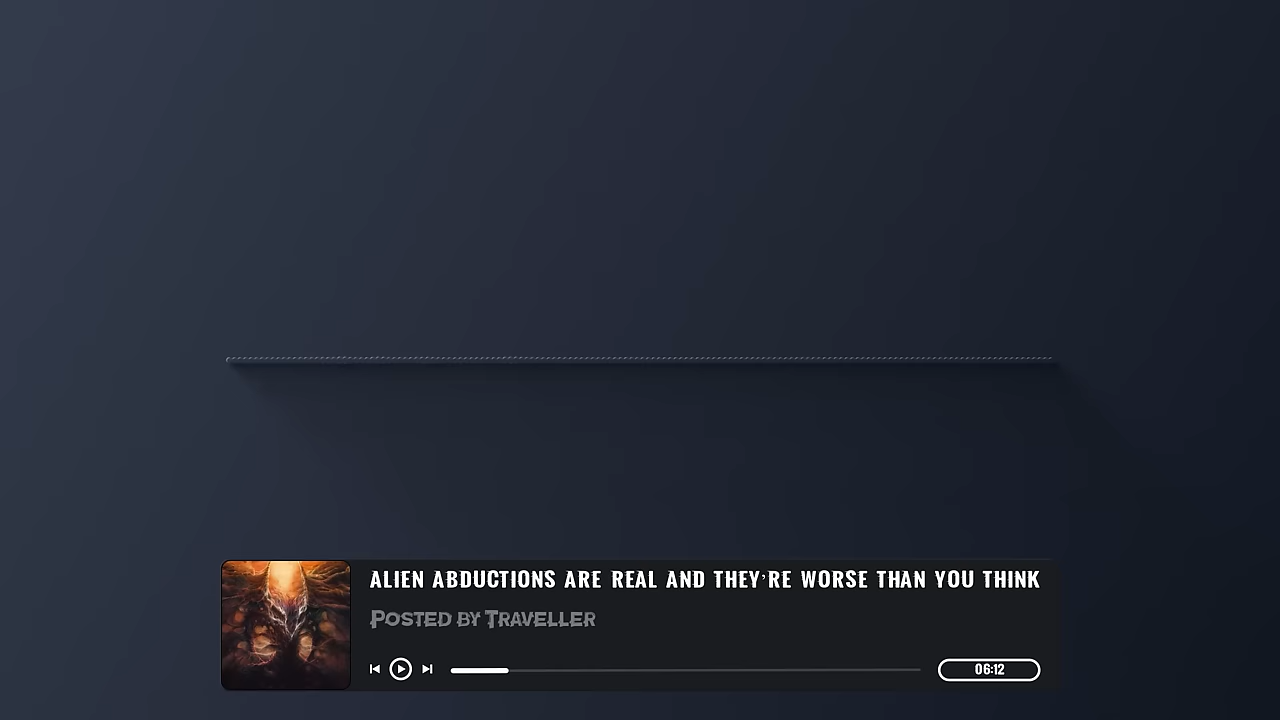 ALIEN ABDUCTIONS ARE REAL AND THEY'RE WORSE THAN YOU THINK
POSTED BY TRAVELLER
06:12